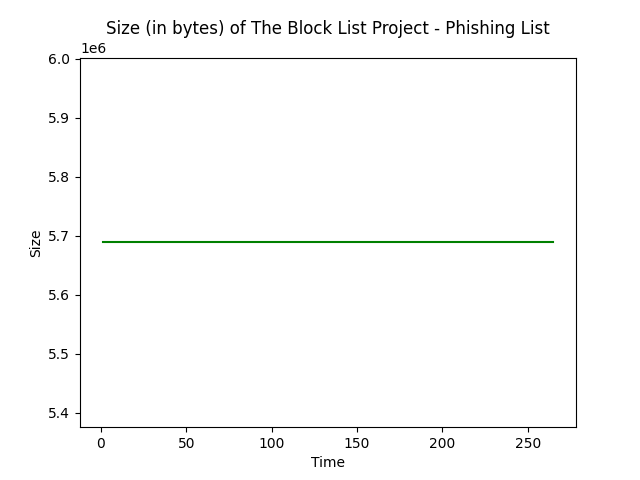 Size (in bytes) of The Block List Project - Phishing List
1e6
6.0
5.9
5.8
5.7
5.6
5.5
5.4
Size
0 50 100 150 200 250
Time